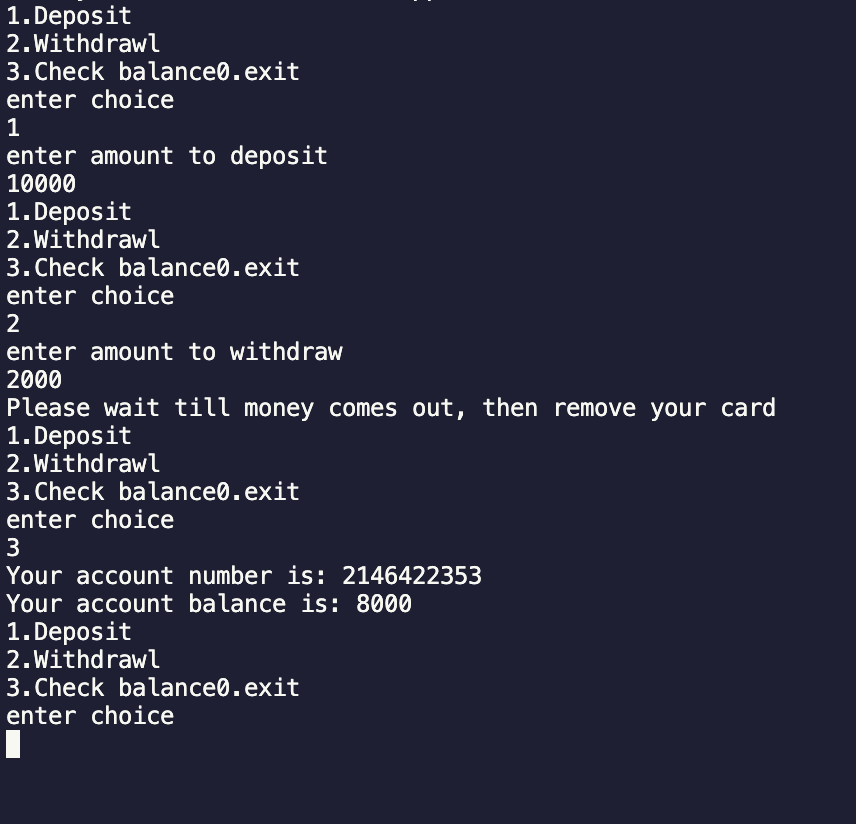 1.Deposit
2.Withdrawl
3.Check balance0.exit
enter choice
1
enter amount to deposit
10000
1.Deposit
2.Withdrawl
3.Check balance0.exit
enter choice
2
enter amount to withdraw
2000
Please wait till money comes out, then remove your card
1.Deposit
2.Withdrawl
3.Check balance0.exit
enter choice
3
Your account number is: 2146422353
Your account balance is: 8000
1.Deposit
2.Withdrawl
3.Check balance0.exit
enter choice